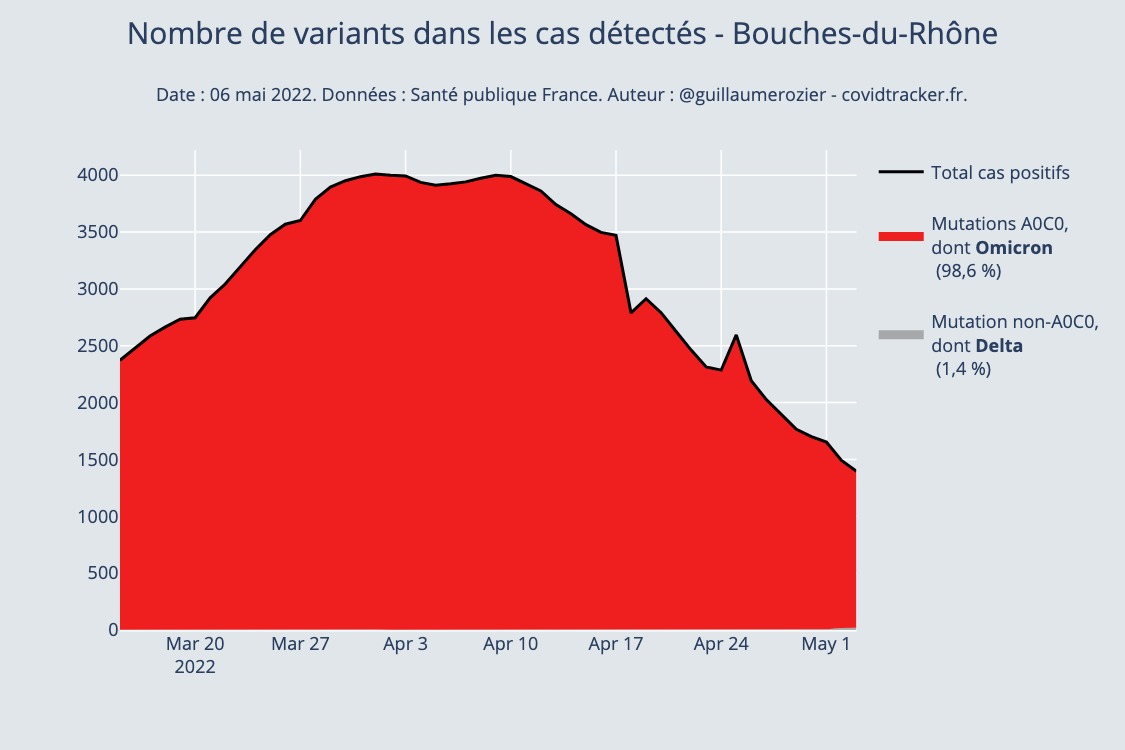 Nombre de variants dans les cas détectés - Bouches-du-Rhône
Date : 06 mai 2022. Données : Santé publique France. Auteur : @guillaumerozier - covidtracker.fr.
4000
3500
3000
2500
2000
1500
1000
500
0
Mar 20
2022
Mar 27
Apr 3
Apr 10
Apr 17
Apr 24
May 1
Total cas positifs
Mutations A0C0,
dont Omicron
(98,6 %)
Mutation non-A0C0,
dont Delta
(1,4 %)